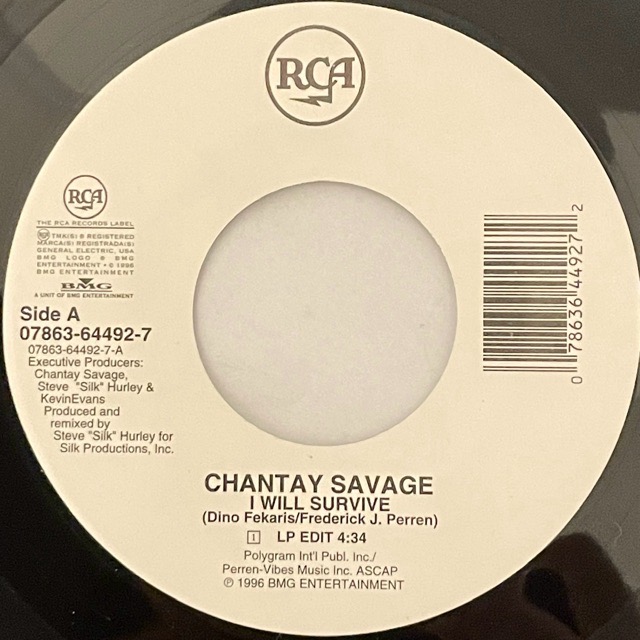 RCA
RCA
THE RCA RECORDS LABEL
TMK(S) ® REGISTERED
MARCA(S) REGISTRADA(S)
GENERAL ELECTRIC, USA
BMG LOGO ® BMG
ENTERTAINMENT • © 1996
BMG ENTERTAINMENT
BMG
A UNIT OF BMG ENTERTAINMENT
Side A
07863-64492-7
07863-64492-7-A
Executive Producers:
Chantay Savage,
Steve "Silk" Hurley &
KevinEvans
Produced and
remixed by
Steve "Silk" Hurley for
Silk Productions, Inc.
0 78636 44927 2
CHANTAY SAVAGE
I WILL SURVIVE
(Dino Fekaris/Frederick J. Perren)
1 LP EDIT 4:34
Polygram Int'l Publ. Inc./
Perren-Vibes Music Inc. ASCAP
℗ 1996 BMG ENTERTAINMENT